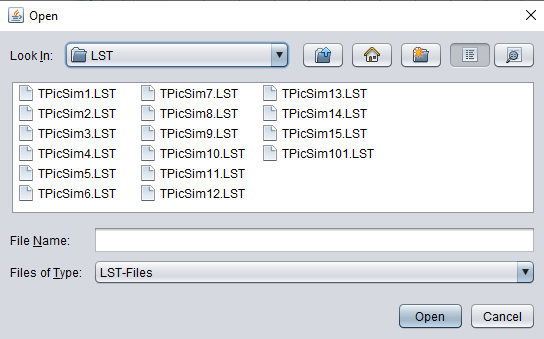 Open
Look In: LST
TPicSim1.LST
TPicSim2.LST
TPicSim3.LST
TPicSim4.LST
TPicSim5.LST
TPicSim6.LST
TPicSim7.LST
TPicSim8.LST
TPicSim9.LST
TPicSim10.LST
TPicSim11.LST
TPicSim12.LST
TPicSim13.LST
TPicSim14.LST
TPicSim15.LST
TPicSim101.LST
File Name:
Files of Type: LST-Files
Open Cancel